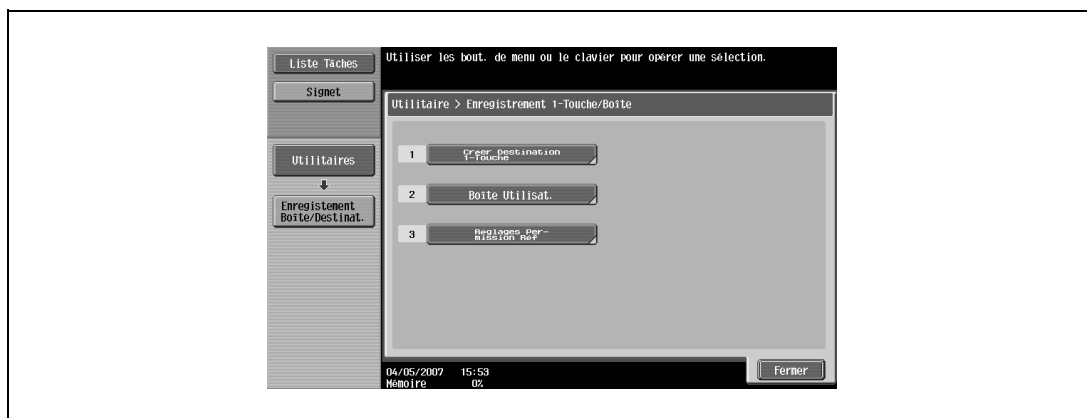 Liste Tâches
Utiliser les bout. de menu ou le clavier pour opérer une sélection.
Signet
Utilitaire > Enregistrement 1-Touche/Boîte
Utilitaires
Enregistement
Boîte/Destinat.
1
Créer Destination
1-Touche
2
Boîte Utilisat.
3
Réglages Per-
mission Réf
04/05/2007 15:53
Mémoire 0%
Fermer